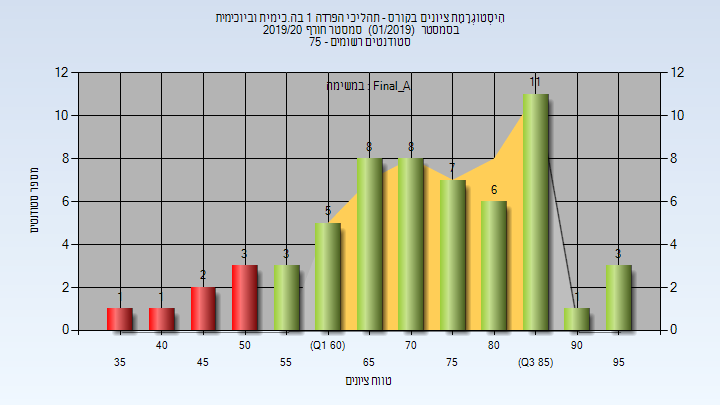 היסטוגרמת ציונים בקורס - תהליכי הפרדה 1 בה.כימית וביוכימית
בסמסטר (01/2019) סמסטר חורף 2019/20
סטודנטים רשומים - 75
במשימה : Final_A
12 12
10 10
8 8
6 6
4 4
2 2
0 0
1 1 2 3 3 5 8 8 7 6 11 1 3
מספר סטודנטים
40 50 (Q1 60) 70 80 90
35 45 55 65 75 (Q3 85) 95
טווח ציונים